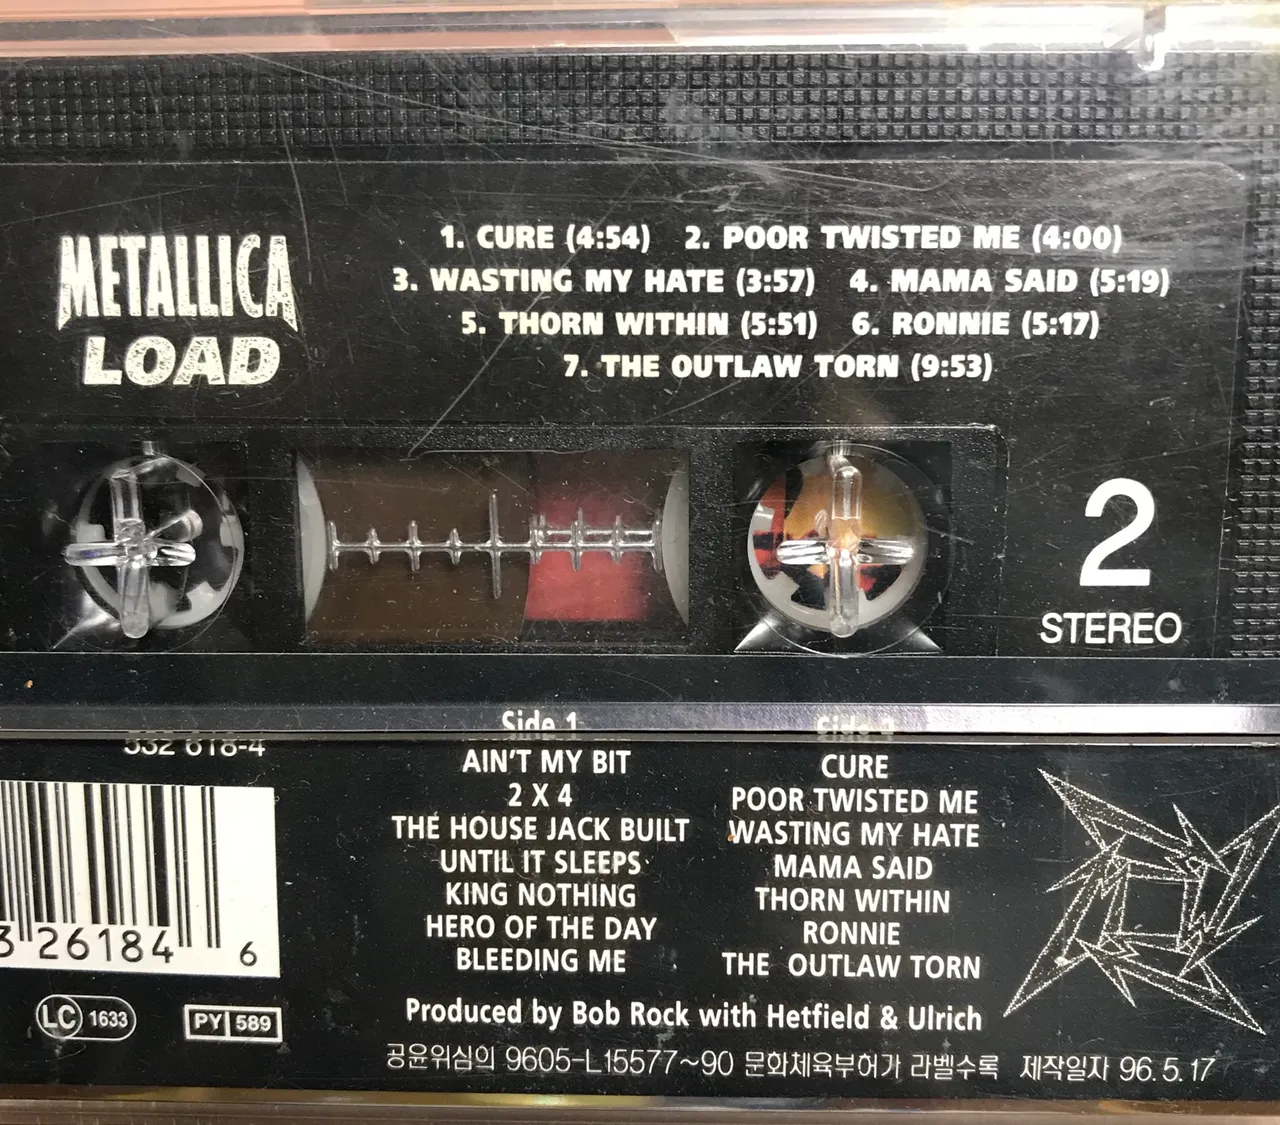 METALLICA
LOAD
1. CURE (4:54) 2. POOR TWISTED ME (4:00)
3. WASTING MY HATE (3:57) 4. MAMA SAID (5:19)
5. THORN WITHIN (5:51) 6. RONNIE (5:17)
7. THE OUTLAW TORN (9:53)
2
STEREO
532 618-4
Side 1
AIN'T MY BIT
2 X 4
THE HOUSE JACK BUILT
UNTIL IT SLEEPS
KING NOTHING
HERO OF THE DAY
BLEEDING ME
Side 2
CURE
POOR TWISTED ME
WASTING MY HATE
MAMA SAID
THORN WITHIN
RONNIE
THE OUTLAW TORN
3 26184 6
LC 1633
PY 589
Produced by Bob Rock with Hetfield & Ulrich
공윤위심의 9605-L15577~90 문화체육부허가 라벨수록 제작일자 96.5.17